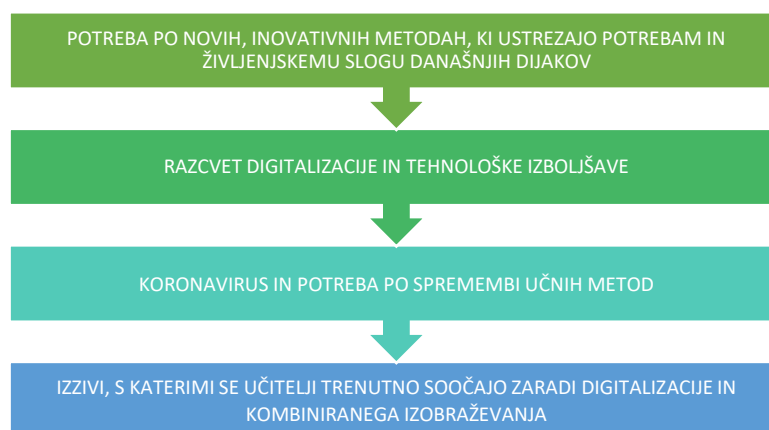 POTREBA PO NOVIH, INOVATIVNIH METODAH, KI USTREZAJO POTREBAM IN
ŽIVLJENJSKEMU SLOGU DANAŠNJIH DIJAKOV
RAZCVET DIGITALIZACIJE IN TEHNOLOŠKE IZBOLJŠAVE
KORONAVIRUS IN POTREBA PO SPREMEMBI UČNIH METOD
IZZIVI, S KATERIMI SE UČITELJI TRENUTNO SOOČAJO ZARADI DIGITALIZACIJE IN
KOMBINIRANEGA IZOBRAŽEVANJA